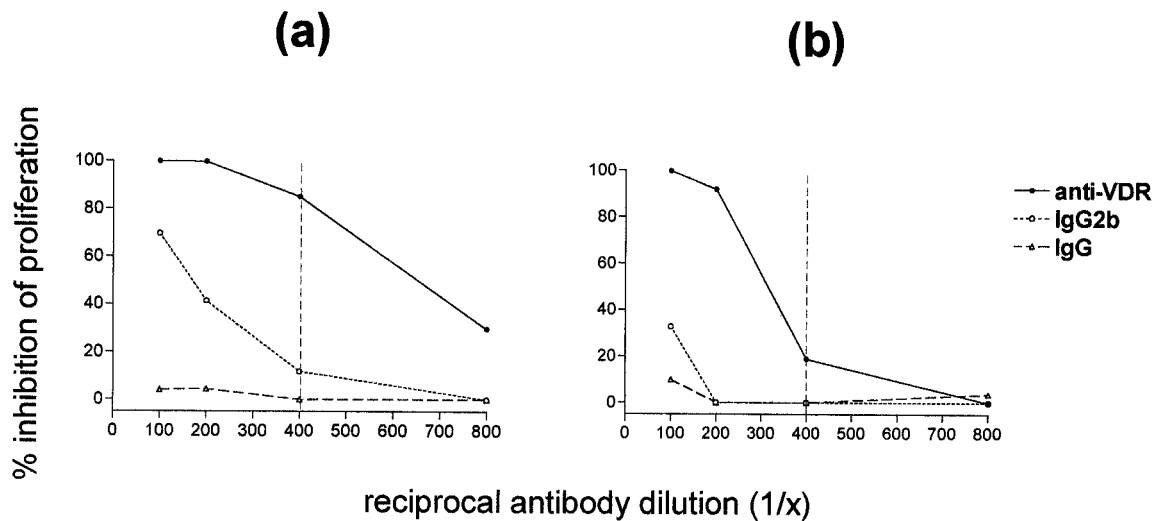 (a)
(b)
% inhibition of proliferation
100
80
60
40
20
0
0 100 200 300 400 500 600 700 800
100
80
60
40
20
0
0 100 200 300 400 500 600 700 800
anti-VDR
IgG2b
IgG
reciprocal antibody dilution (1/x)